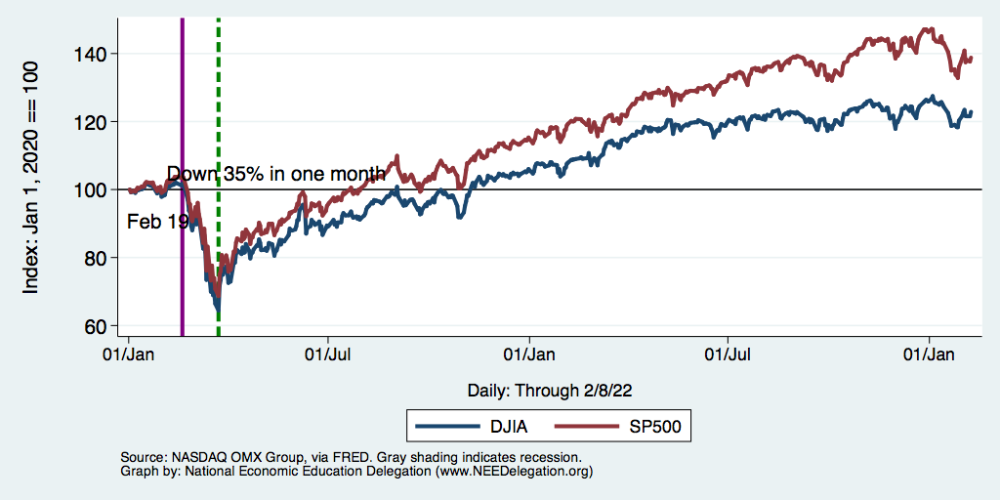 Index: Jan 1, 2020 == 100
140
120
100
80
60
Down 35% in one month
Feb 19
01/Jan 01/Jul 01/Jan 01/Jul 01/Jan
Daily: Through 2/8/22
DJIA SP500
Source: NASDAQ OMX Group, via FRED. Gray shading indicates recession.
Graph by: National Economic Education Delegation (www.NEEDelegation.org)